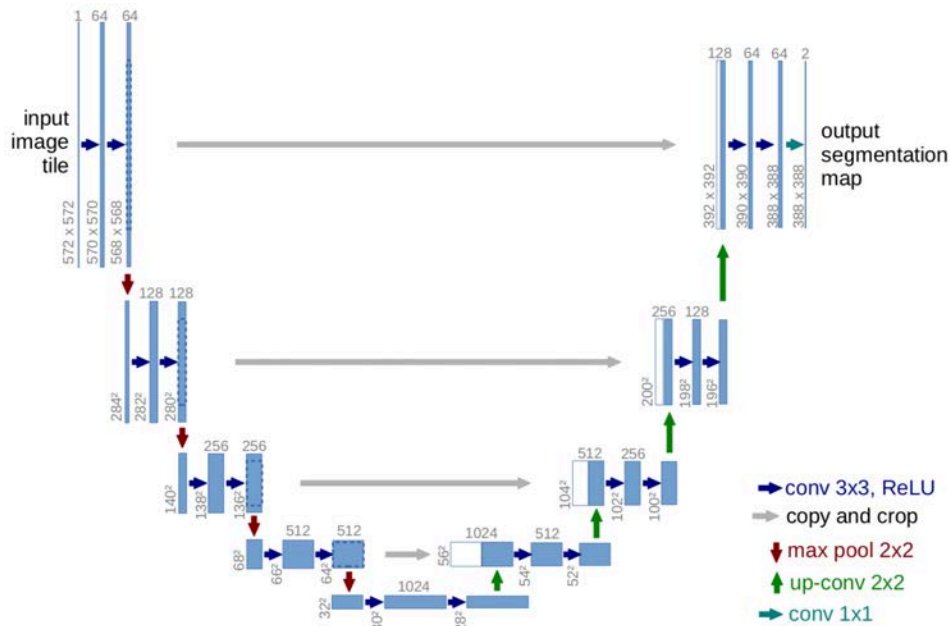 1 64 64
128 64 64 2
input
image
tile
output
segmentation
map
572 x 572
570 x 570
568 x 568
392 x 392
390 x 390
388 x 388
388 x 388
128 128
256 128
284²
282²
280²
200²
198²
196²
256 256
512 256
140²
138²
136²
104²
102²
100²
512 512
1024 512
68²
66²
64²
56²
54²
52²
1024
32²
30²
28²
conv 3x3, ReLU
copy and crop
max pool 2x2
up-conv 2x2
conv 1x1